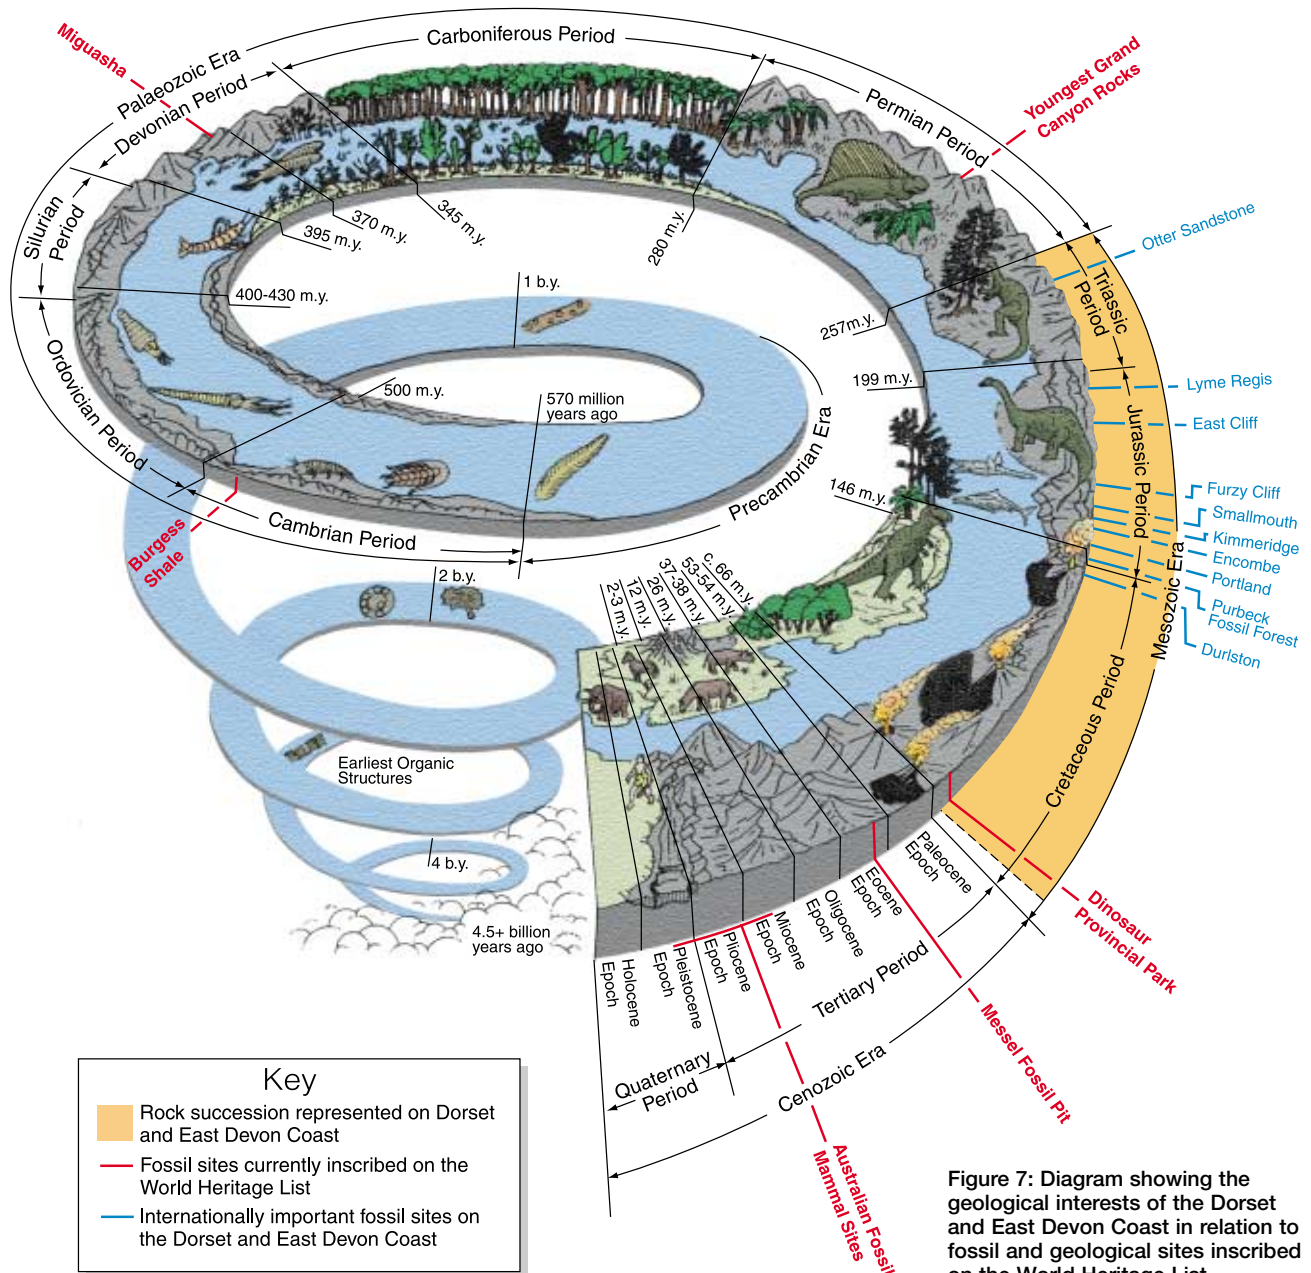 Miguasha
Palaeozoic Era
Devonian Period
Carboniferous Period
Permian Period
Youngest Grand
Canyon Rocks
Silurian
Period
395 m.y.
370 m.y.
345 m.y.
280 m.y.
400-430 m.y.
1 b.y.
257m.y.
Otter Sandstone
Triassic
Period
199 m.y.
Lyme Regis
East Cliff
Jurassic Period
Ordovician Period
500 m.y.
570 million
years ago
Precambrian Era
146 m.y.
Furzy Cliff
Smallmouth
Kimmeridge
Encombe
Portland
Purbeck
Fossil Forest
Durlston
Mesozoic Era
Burgess
Shale
Cambrian Period
2 b.y.
c. 66 m.y.
53-54 m.y.
37-38 m.y.
26 m.y.
12 m.y.
2-3 m.y.
Cretaceous Period
Earliest Organic
Structures
4 b.y.
4.5+ billion
years ago
Holocene
Epoch
Pleistocene
Epoch
Pliocene
Epoch
Miocene
Epoch
Oligocene
Epoch
Eocene
Epoch
Paleocene
Epoch
Dinosaur
Provincial Park
Quaternary
Period
Tertiary Period
Cenozoic Era
Messel Fossil Pit
Australian Fossil
Mammal Sites
Key
Rock succession represented on Dorset
and East Devon Coast
Fossil sites currently inscribed on the
World Heritage List
Internationally important fossil sites on
the Dorset and East Devon Coast
Figure 7: Diagram showing the
geological interests of the Dorset
and East Devon Coast in relation to
fossil and geological sites inscribed
on the World Heritage List